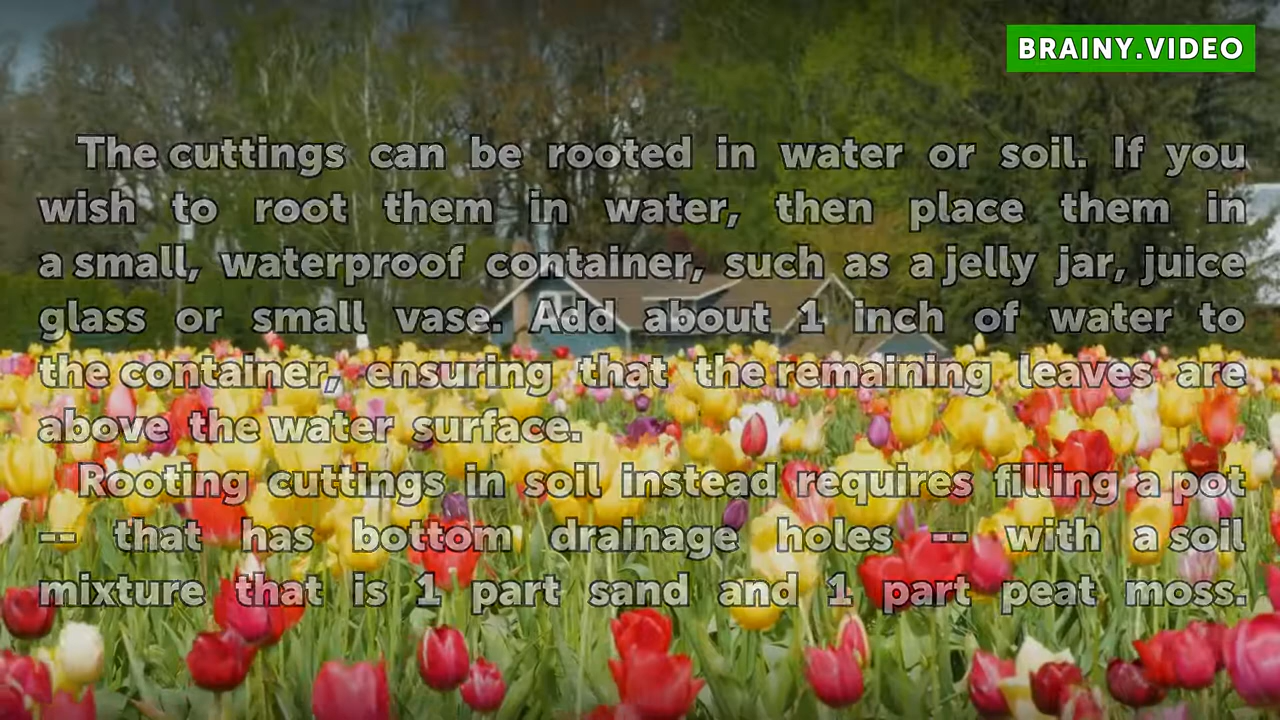 BRAINY.VIDEO
The cuttings can be rooted in water or soil. If you
wish to root them in water, then place them in
a small, waterproof container, such as a jelly jar, juice
glass or small vase. Add about 1 inch of water to
the container, ensuring that the remaining leaves are
above the water surface.
Rooting cuttings in soil instead requires filling a pot
-- that has bottom drainage holes -- with a soil
mixture that is 1 part sand and 1 part peat moss.